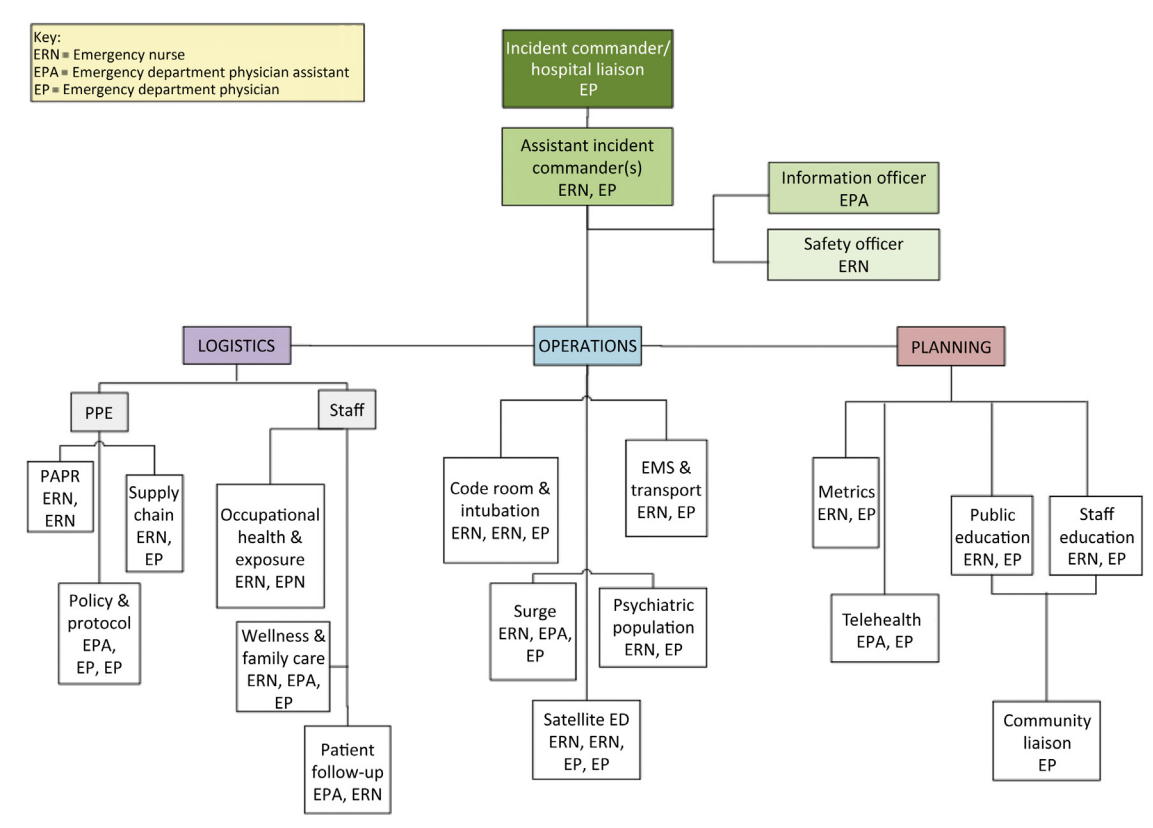 Key:
ERN = Emergency nurse
EPA = Emergency department physician assistant
EP = Emergency department physician
Incident commander/
hospital liaison
EP
Assistant incident
commander(s)
ERN, EP
Information officer
EPA
Safety officer
ERN
LOGISTICS
OPERATIONS
PLANNING
PPE
Staff
PAPR
ERN,
ERN
Supply
chain
ERN,
EP
Policy &
protocol
EPA,
EP, EP
Occupational
health &
exposure
ERN, EPN
Wellness &
family care
ERN, EPA,
EP
Patient
follow-up
EPA, ERN
Code room &
intubation
ERN, ERN, EP
EMS &
transport
ERN, EP
Surge
ERN, EPA,
EP
Psychiatric
population
ERN, EP
Satellite ED
ERN, ERN,
EP, EP
Metrics
ERN, EP
Telehealth
EPA, EP
Public
education
ERN, EP
Staff
education
ERN, EP
Community
liaison
EP